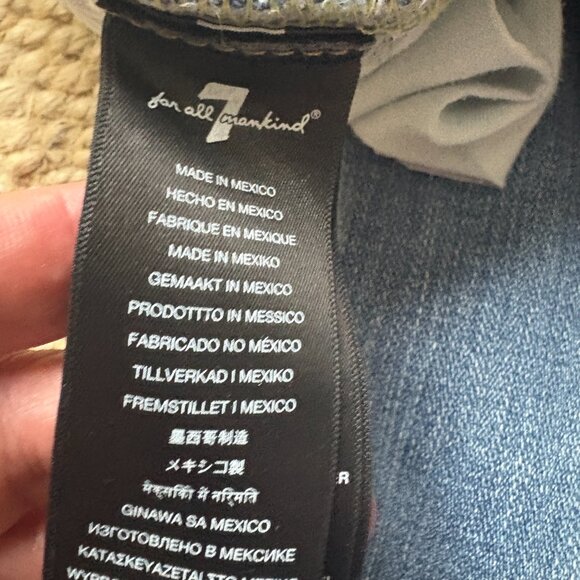 for all 7 mankind®
MADE IN MEXICO
HECHO EN MEXICO
FABRIQUE EN MEXIQUE
MADE IN MEXIKO
GEMAAKT IN MEXICO
PRODOTTTO IN MESSICO
FABRICADO NO MÉXICO
TILLVERKAD I MEXIKO
FREMSTILLET I MEXICO
墨西哥制造
メキシコ製
GINAWA SA MEXICO
ИЗГОТОВЛЕНО В МЕКСИКЕ
R